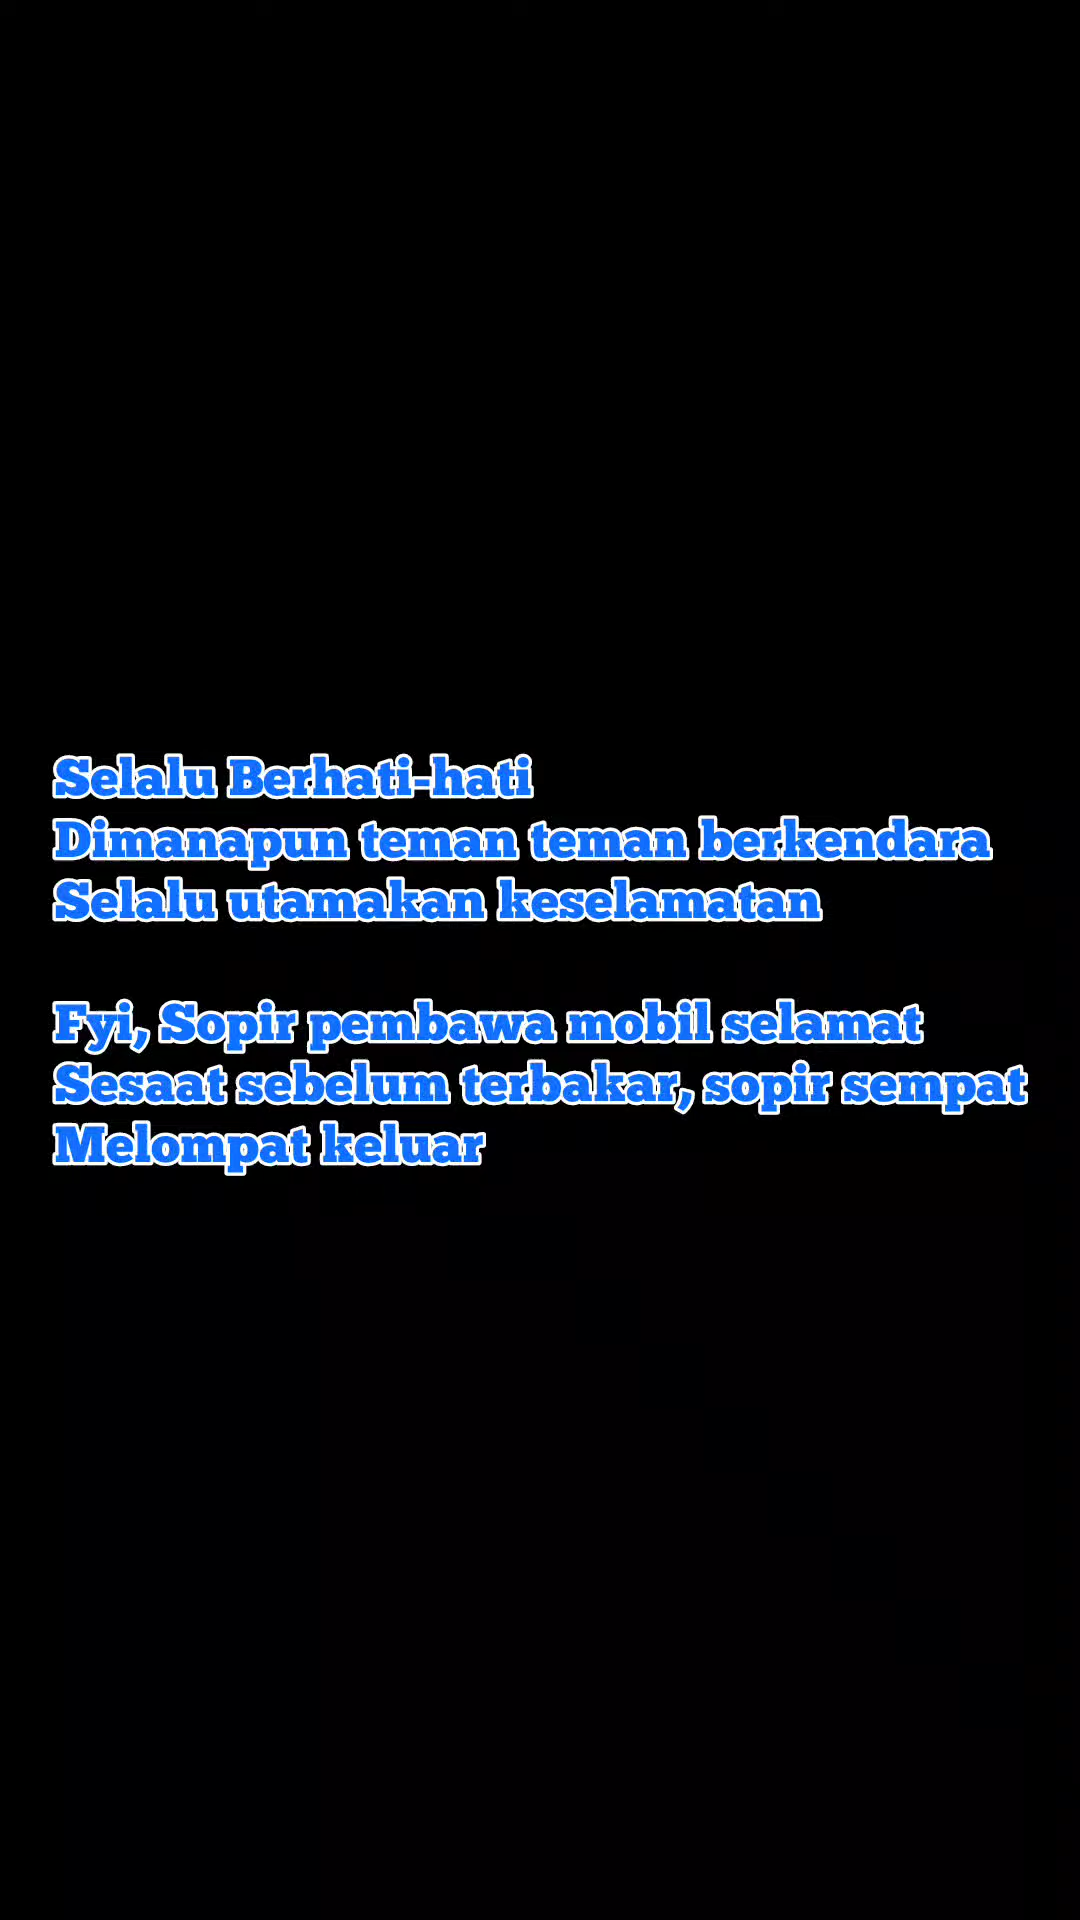 Selalu Berhati-hati
Dimanapun teman teman berkendara
Selalu utamakan keselamatan
Fyi, Sopir pembawa mobil selamat
Sesaat sebelum terbakar, sopir sempat
Melompat keluar